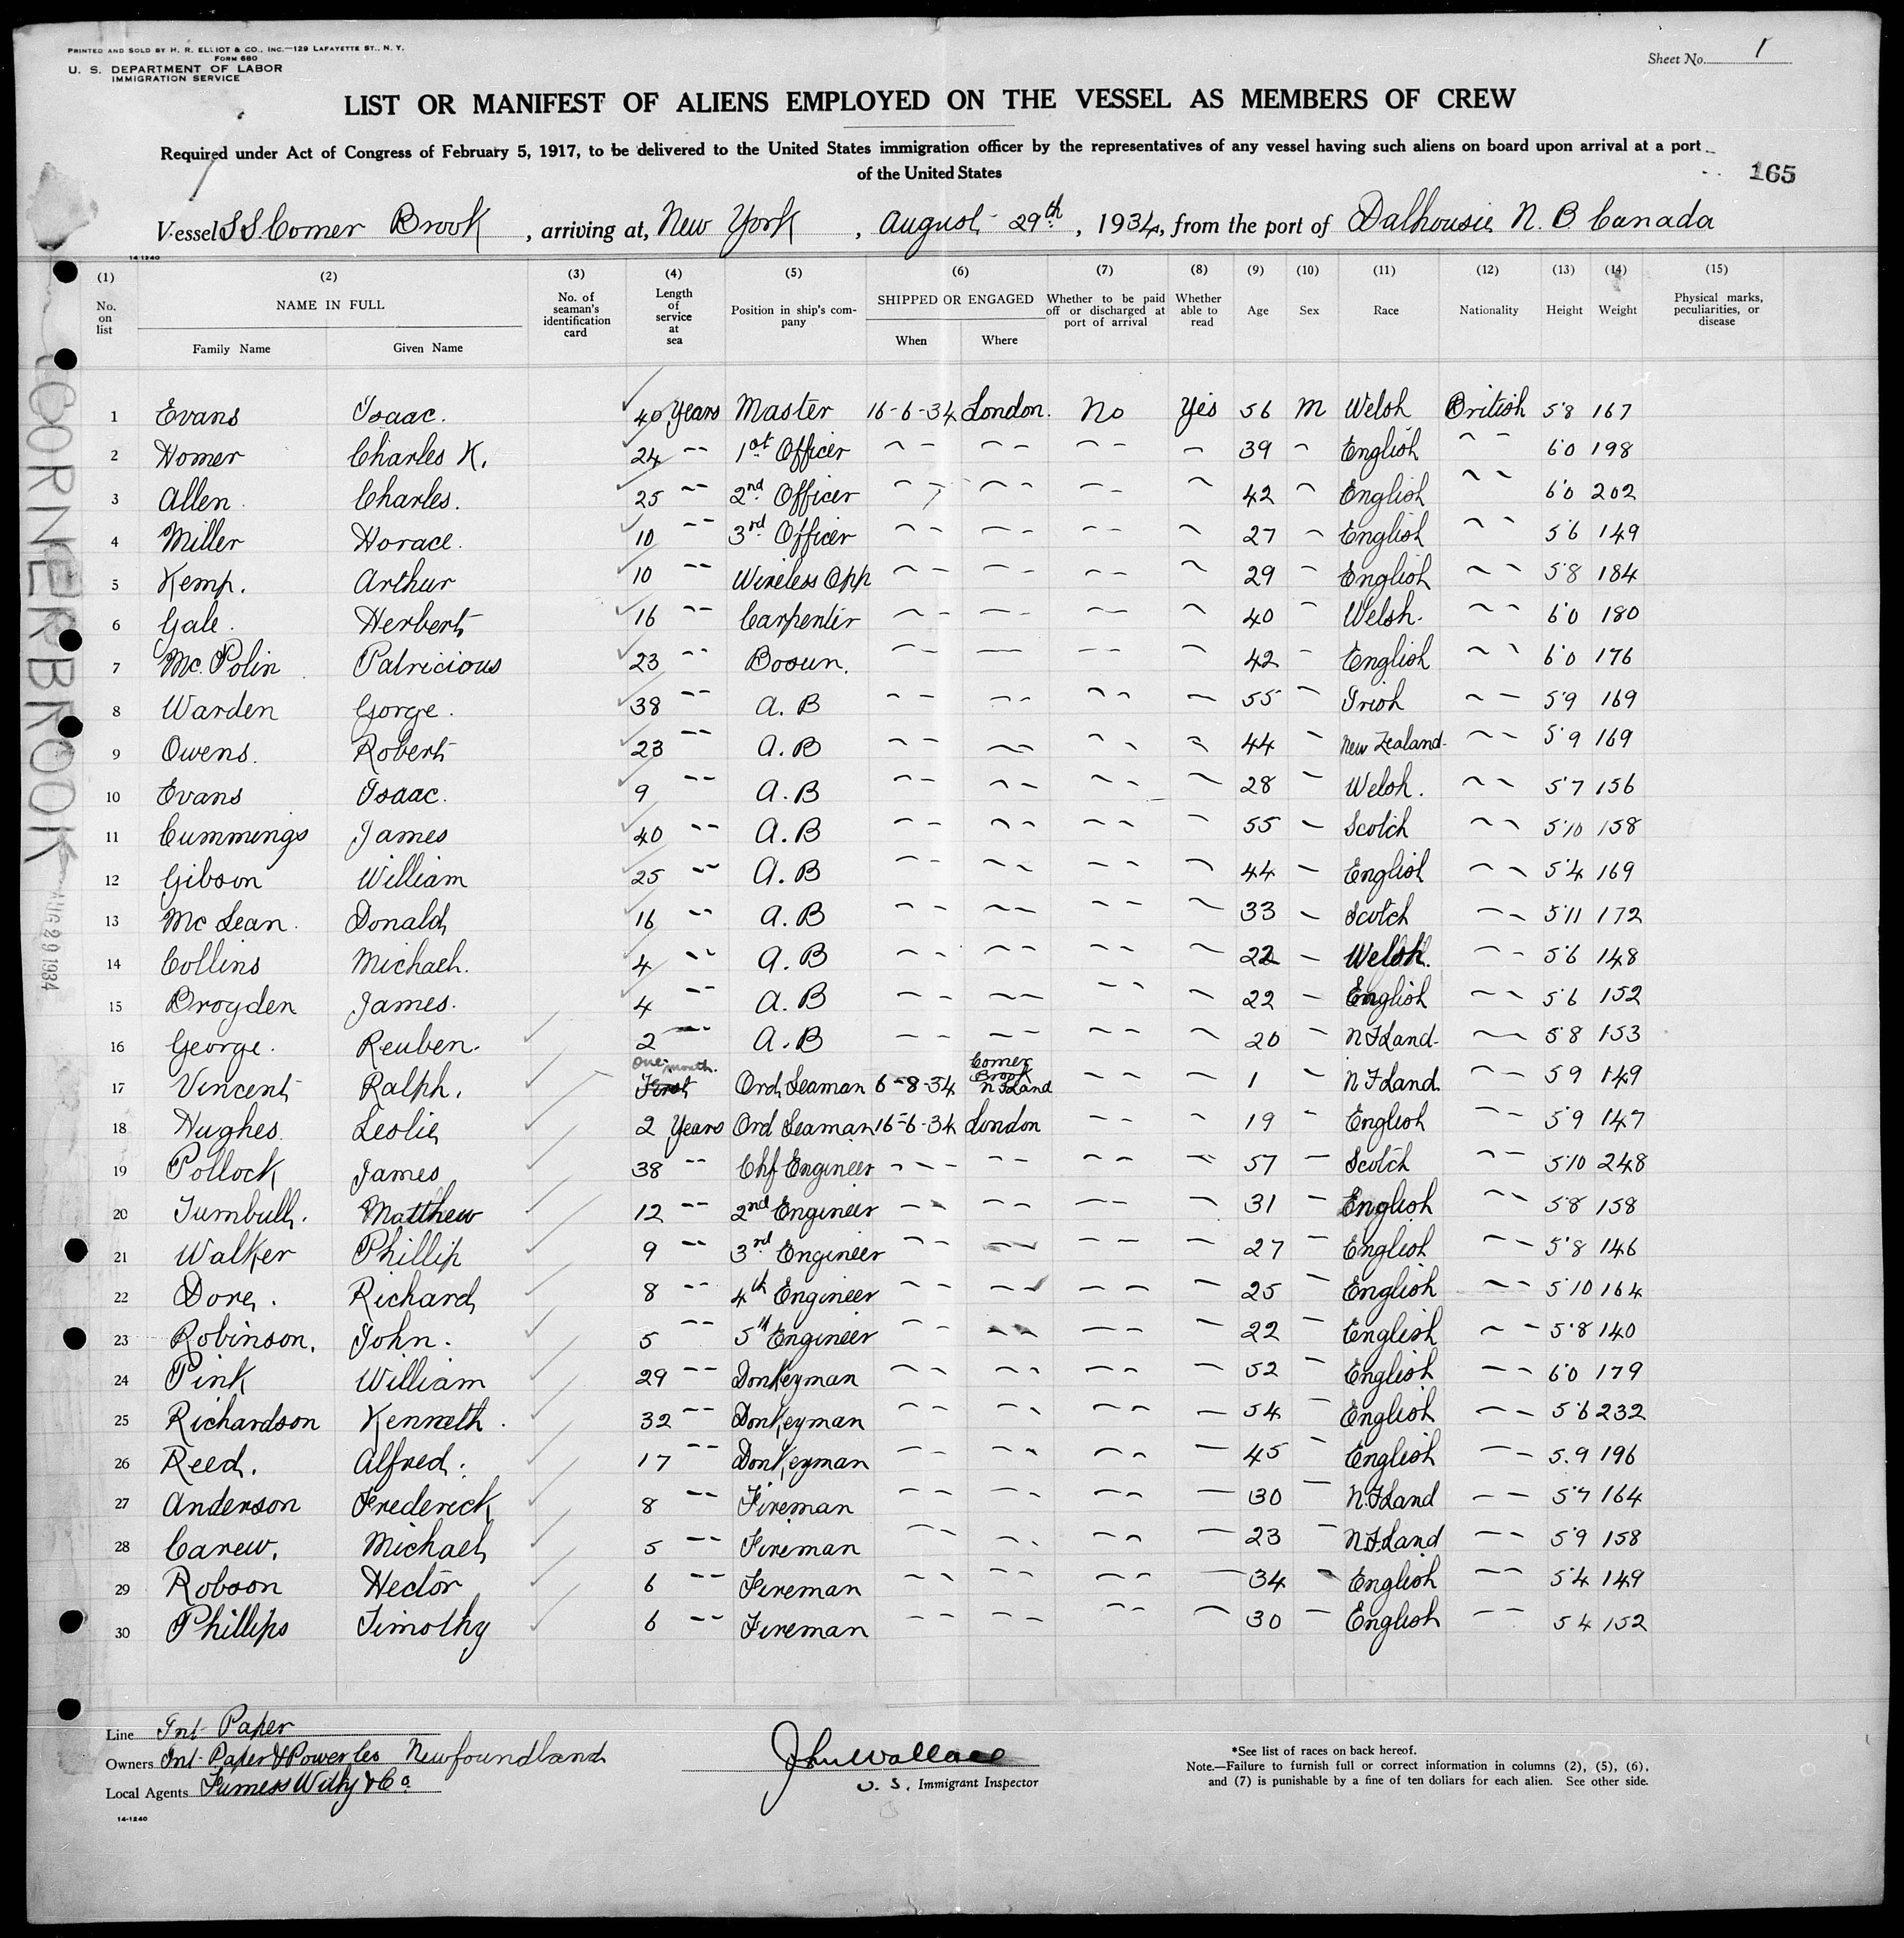 PRINTED AND SOLD BY H. R. ELLIOT & CO., INC.—129 LAFAYETTE ST., N. Y.
FORM 680
U. S. DEPARTMENT OF LABOR
IMMIGRATION SERVICE
Sheet No. 1
LIST OR MANIFEST OF ALIENS EMPLOYED ON THE VESSEL AS MEMBERS OF CREW
Required under Act of Congress of February 5, 1917, to be delivered to the United States immigration officer by the representatives of any vessel having such aliens on board upon arrival at a port
of the United States
165
Vessel S.S. Corner Brook, arriving at, New York, August 29th, 1934, from the port of Dalhousie N. B. Canada
14-1240
(1) (2) (3) (4) (5) (6) (7) (8) (9) (10) (11) (12) (13) (14) (15)
No. on list NAME IN FULL No. of seaman's identification card Length of service at sea Position in ship's company SHIPPED OR ENGAGED Whether to be paid off or discharged at port of arrival Whether able to read Age Sex Race Nationality Height Weight Physical marks, peculiarities, or disease
Family Name Given Name When Where
1 Evans Isaac. 40 Years Master 16-6-34 London. No Yes 56 M Welsh British 5'8 167
2 Homer Charles K. 24 " 1st Officer " " " " " " 39 " English " " 6'0 198
3 Allen Charles. 25 " 2nd Officer " " " " " " " 42 " English " " 6'0 202
4 Miller Horace. 10 " 3rd Officer " " " " " " " 27 " English " " 5'6 149
5 Kemp. Arthur 10 " Wireless Opp " " " " " " " 29 " English " " 5'8 184
6 Gale. Herbert 16 " Carpenter " " " " " " " 40 " Welsh. " " 6'0 180
7 Mc. Polin Patricious 23 " Bosun. " " " " " " " 42 " English " " 6'0 176
8 Warden George. 38 " A. B " " " " " " " 55 " Irish " " 5'9 169
9 Owens. Robert 23 " A. B " " " " " " " 44 " New Zealand " " 5'9 169
10 Evans Isaac. 9 " A. B " " " " " " " 28 " Welsh. " " 5'7 156
11 Cummings James 40 " A. B " " " " " " " 55 " Scotch " " 5'10 158
12 Gibson William 25 " A. B " " " " " " " 44 " English " " 5'4 169
13 Mc Lean. Donald 16 " A. B " " " " " " " 33 " Scotch " " 5'11 172
14 Collins Michael. 4 " A. B " " " " " " " 22 " Welsh. " " 5'6 148
15 Brogden James. 4 " A. B " " " " " " " 22 " English " " 5'6 152
16 George. Reuben. 2 " A. B " " " " " " " 20 " N F Land. " " 5'8 153
17 Vincent Ralph. One month. First Ord Seaman 6-8-34 Corner Brook N F Land " " " 1 " N F Land. " " 5'9 149
18 Hughes Leslie 2 Years Ord Seaman 16-6-34 London " " " 19 " English " " 5'9 147
19 Pollock James 38 " Chf Engineer " " " " " " " 57 " Scotch " " 5'10 248
20 Turnbull. Matthew 12 " 2nd Engineer " " " " " " " 31 " English " " 5'8 158
21 Walker Phillip 9 " 3rd Engineer " " " " " " " 27 " English " " 5'8 146
22 Dore. Richard 8 " 4th Engineer " " " " " " " 25 " English " " 5'10 164
23 Robinson. John. 5 " 5th Engineer " " " " " " " 22 " English " " 5'8 140
24 Pink William 29 " Donkeyman " " " " " " " 52 " English " " 6'0 179
25 Richardson Kenneth. 32 " Donkeyman " " " " " " " 54 " English " " 5'6 232
26 Reed. Alfred. 17 " Donkeyman " " " " " " " 45 " English " " 5.9 196
27 Anderson Frederick 8 " Fireman " " " " " " " 30 " N.F Land " " 5'7 164
28 Carew. Michael 5 " Fireman " " " " " " " 23 " N.F. Land " " 5'9 158
29 Robson Hector 6 " Fireman " " " " " " " 34 " English " " 5'4 149
30 Phillips Timothy 6 " Fireman " " " " " " " 30 " English " " 5 4 152
CORNER BROOK
AUG 29 1934
Line Int. Paper
Owners Int. Paper & Power Co Newfoundland
Local Agents Furness Withy & Co.
John Wallace
U. S. Immigrant Inspector
*See list of races on back hereof.
Note.—Failure to furnish full or correct information in columns (2), (5), (6),
and (7) is punishable by a fine of ten dollars for each alien. See other side.
14-1240